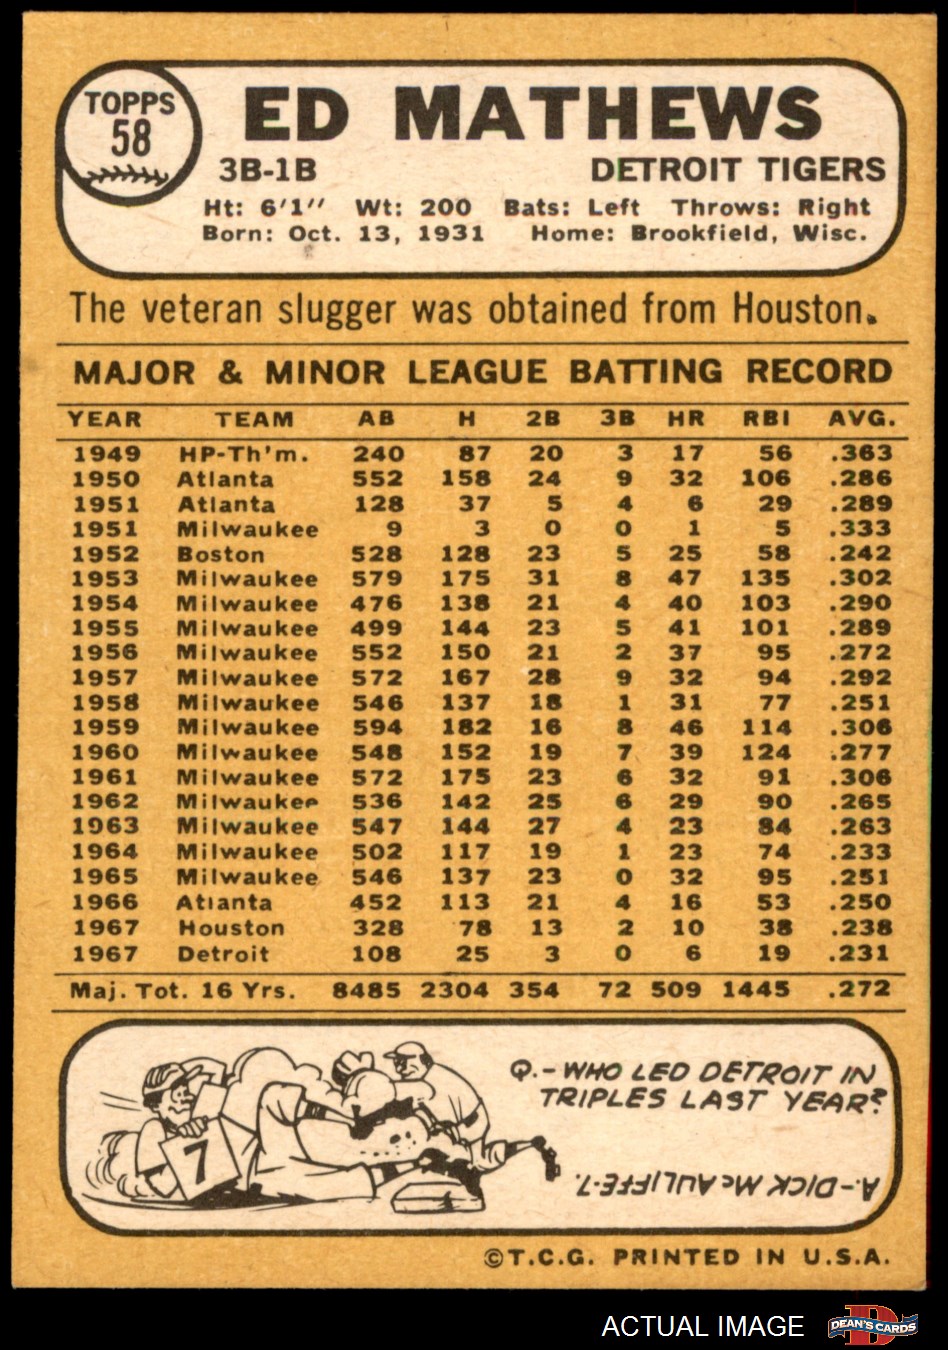 TOPPS
58
ED MATHEWS
3B-1B DETROIT TIGERS
Ht: 6'1'' Wt: 200 Bats: Left Throws: Right
Born: Oct. 13, 1931 Home: Brookfield, Wisc.
The veteran slugger was obtained from Houston.
MAJOR & MINOR LEAGUE BATTING RECORD
YEAR TEAM AB H 2B 3B HR RBI AVG.
1949 HP-Th'm. 240 87 20 3 17 56 .363
1950 Atlanta 552 158 24 9 32 106 .286
1951 Atlanta 128 37 5 4 6 29 .289
1951 Milwaukee 9 3 0 0 1 5 .333
1952 Boston 528 128 23 5 25 58 .242
1953 Milwaukee 579 175 31 8 47 135 .302
1954 Milwaukee 476 138 21 4 40 103 .290
1955 Milwaukee 499 144 23 5 41 101 .289
1956 Milwaukee 552 150 21 2 37 95 .272
1957 Milwaukee 572 167 28 9 32 94 .292
1958 Milwaukee 546 137 18 1 31 77 .251
1959 Milwaukee 594 182 16 8 46 114 .306
1960 Milwaukee 548 152 19 7 39 124 .277
1961 Milwaukee 572 175 23 6 32 91 .306
1962 Milwaukee 536 142 25 6 29 90 .265
1963 Milwaukee 547 144 27 4 23 84 .263
1964 Milwaukee 502 117 19 1 23 74 .233
1965 Milwaukee 546 137 23 0 32 95 .251
1966 Atlanta 452 113 21 4 16 53 .250
1967 Houston 328 78 13 2 10 38 .238
1967 Detroit 108 25 3 0 6 19 .231
Maj. Tot. 16 Yrs. 8485 2304 354 72 509 1445 .272
7
Q.-WHO LED DETROIT IN
TRIPLES LAST YEAR?
A.-DICK McAULIFFE-7.
©T.C.G. PRINTED IN U.S.A.
ACTUAL IMAGE
D
DEAN'S CARDS